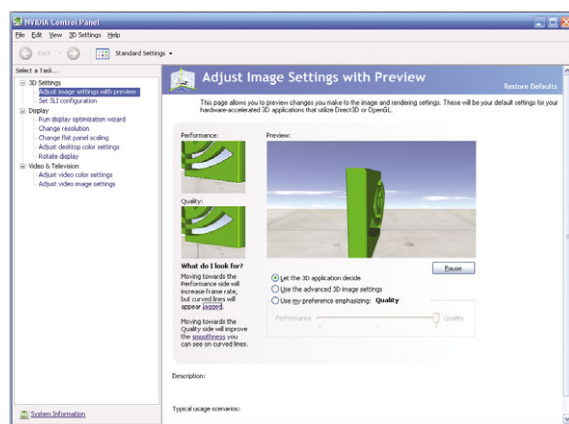 NVIDIA Control Panel
File Edit View 3D Settings Help
Back Standard Settings
Select a Task...
3D Settings
Adjust image settings with preview
Set SLI configuration
Display
Run display optimization wizard
Change resolution
Change flat panel scaling
Adjust desktop color settings
Rotate display
Video & Television
Adjust video color settings
Adjust video image settings
System Information
Adjust Image Settings with Preview
Restore Defaults
This page allows you to preview changes you make to the image and rendering settings. These will be your default settings for your
hardware-accelerated 3D applications that utilize Direct3D or OpenGL.
Performance:
Quality:
What do I look for?
Moving towards the
Performance side will
increase frame rate,
but curved lines will
appear jagged.
Moving towards the
Quality side will improve
the smoothness you
can see on curved lines.
Preview:
Pause
Let the 3D application decide
Use the advanced 3D image settings
Use my preference emphasizing: Quality
Performance Quality
Description:
Typical usage scenarios: